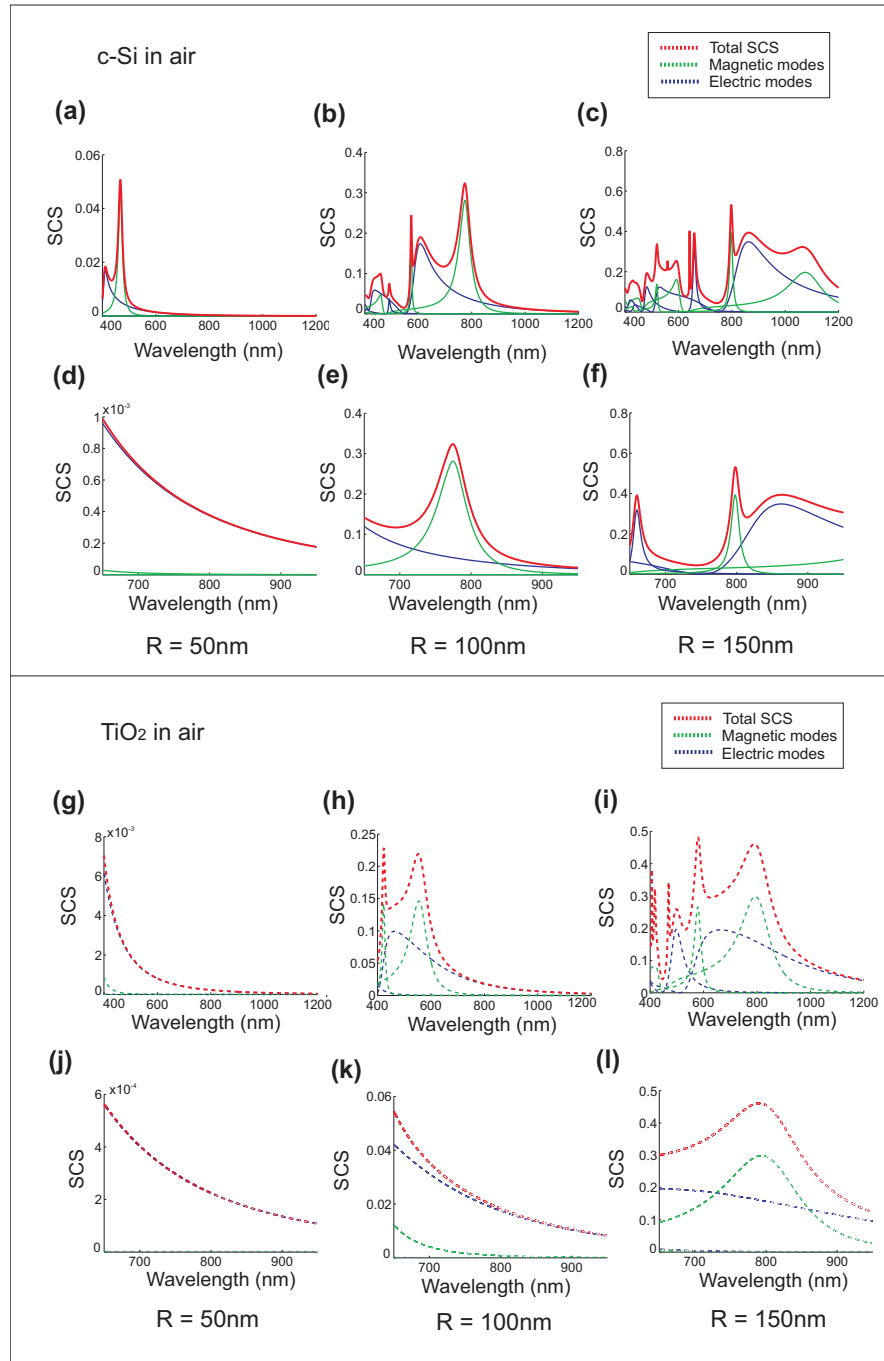 c-Si in air
Total SCS
Magnetic modes
Electric modes
(a)
(b)
(c)
0.06
0.04
0.02
0
SCS
400 600 800 1000 1200
Wavelength (nm)
0.4
0.3
0.2
0.1
0
SCS
400 600 800 1000 1200
Wavelength (nm)
0.8
0.6
0.4
0.2
0
SCS
400 600 800 1000 1200
Wavelength (nm)
(d)
(e)
(f)
x10-3
1
0.8
0.6
0.4
0.2
0
SCS
700 800 900
Wavelength (nm)
0.4
0.3
0.2
0.1
0
SCS
700 800 900
Wavelength (nm)
0.8
0.6
0.4
0.2
0
SCS
700 800 900
Wavelength (nm)
R = 50nm
R = 100nm
R = 150nm
TiO2 in air
Total SCS
Magnetic modes
Electric modes
(g)
(h)
(i)
x10-3
8
6
4
2
0
SCS
400 600 800 1000 1200
Wavelength (nm)
0.25
0.2
0.15
0.1
0.05
0
SCS
400 600 800 1000 1200
Wavelength (nm)
0.5
0.4
0.3
0.2
0.1
0
SCS
400 600 800 1000 1200
Wavelength (nm)
(j)
(k)
(l)
x10-4
6
4
2
0
SCS
700 800 900
Wavelength (nm)
0.06
0.04
0.02
0
SCS
700 800 900
Wavelength (nm)
0.5
0.4
0.3
0.2
0.1
0
SCS
700 800 900
Wavelength (nm)
R = 50nm
R = 100nm
R = 150nm